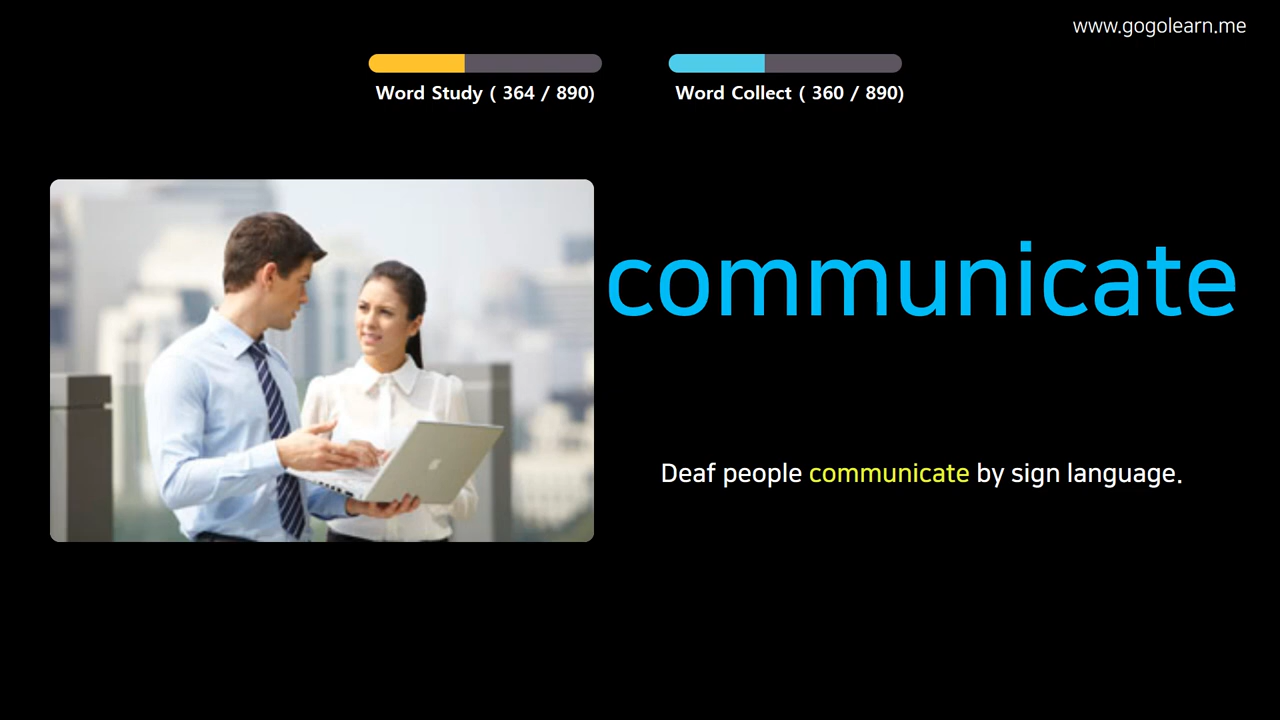 www.gogolearn.me
Word Study ( 364 / 890)
Word Collect ( 360 / 890)
communicate
Deaf people communicate by sign language.